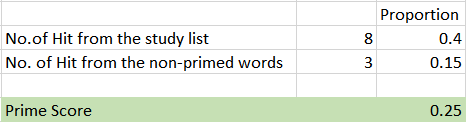 Proportion
No.of Hit from the study list 8 0.4
No. of Hit from the non-primed words 3 0.15
Prime Score 0.25